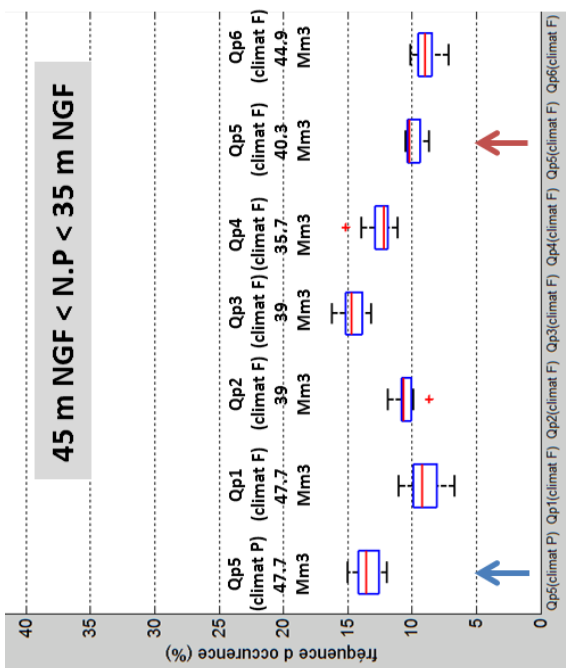 45 m NGF < N.P < 35 m NGF
Qp5
(climat P)
47.7
Mm3
Qp1
(climat F)
47.7
Mm3
Qp2
(climat F)
39
Mm3
Qp3
(climat F)
39
Mm3
Qp4
(climat F)
35.7
Mm3
Qp5
(climat F)
40.3
Mm3
Qp6
(climat F)
44.9
Mm3
fréquence d occurence (%)
40
35
30
25
20
15
10
5
0
Qp5(climat P) Qp1(climat F) Qp2(climat F) Qp3(climat F) Qp4(climat F) Qp5(climat F) Qp6(climat F)